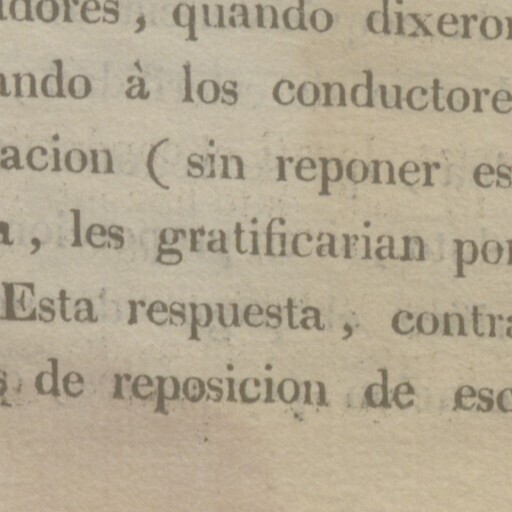 adores, quando dixeron
ando à los conductore
acion ( sin reponer es
a, les gratificarian por
Esta respuesta, contra
s de reposicion de esc